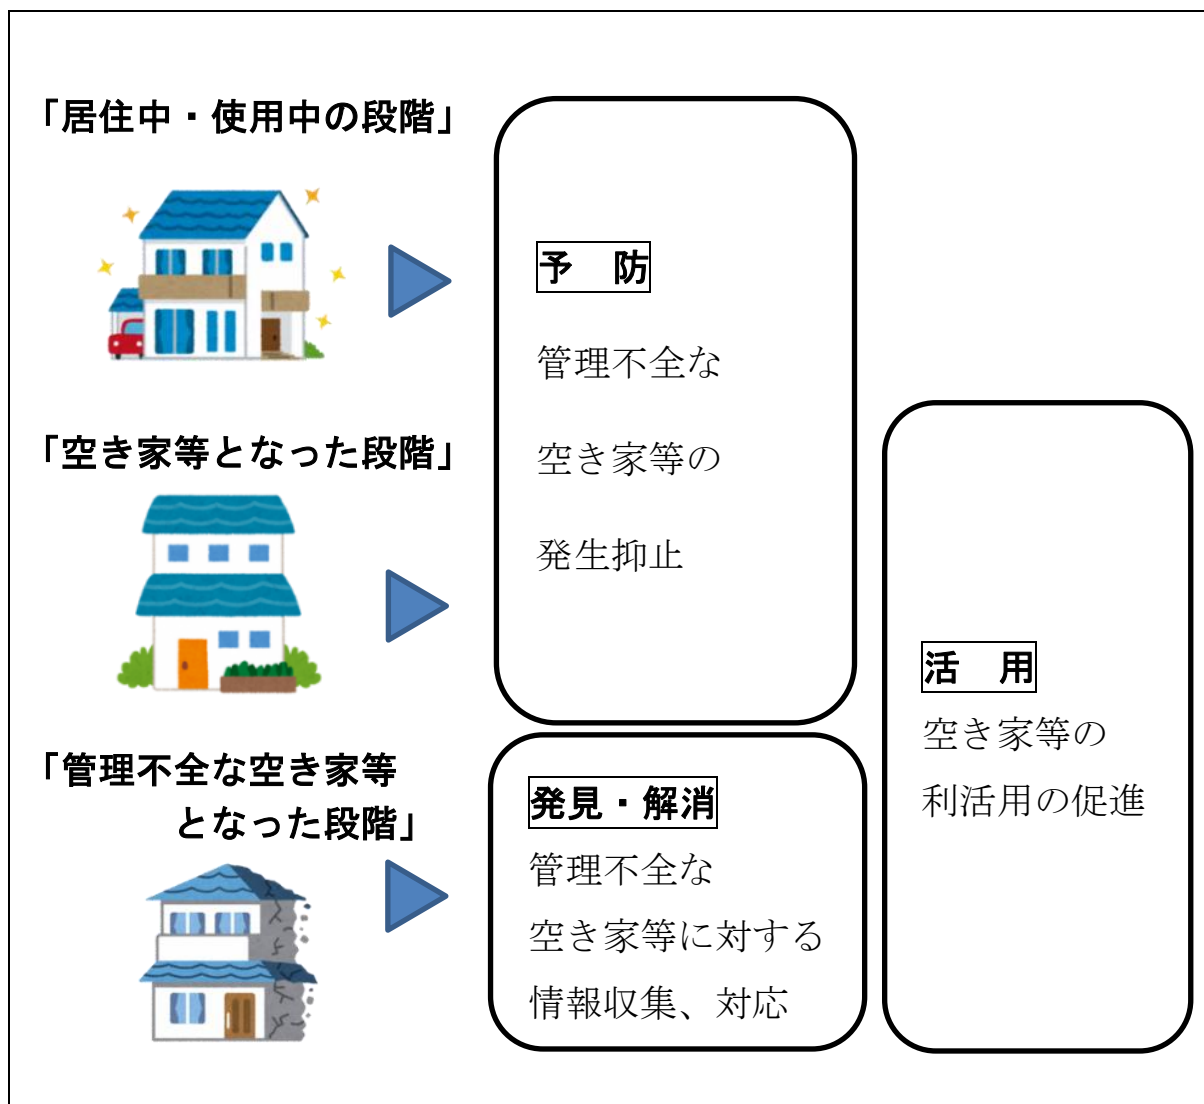 「居住中・使用中の段階」
予　防
管理不全な
空き家等の
発生抑止
「空き家等となった段階」
「管理不全な空き家等
となった段階」
発見・解消
管理不全な
空き家等に対する
情報収集、対応
活　用
空き家等の
利活用の促進